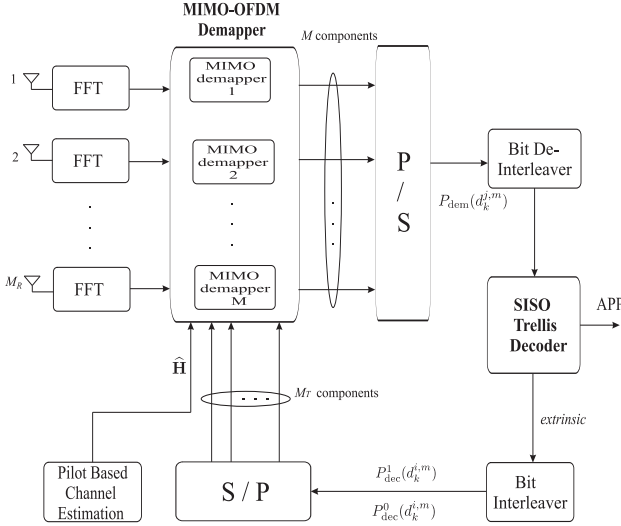 MIMO-OFDM
Demapper
M components
1
FFT
MIMO
demapper
1
2
FFT
MIMO
demapper
2
P
/
S
Bit De-
Interleaver
P_dem(d_k^{j,m})
. . .
M_R
FFT
MIMO
demapper
M
SISO
Trellis
Decoder
APP
Ĥ
M_T components
extrinsic
Pilot Based
Channel
Estimation
S / P
P^1_dec(d_k^{i,m})
P^0_dec(d_k^{i,m})
Bit
Interleaver